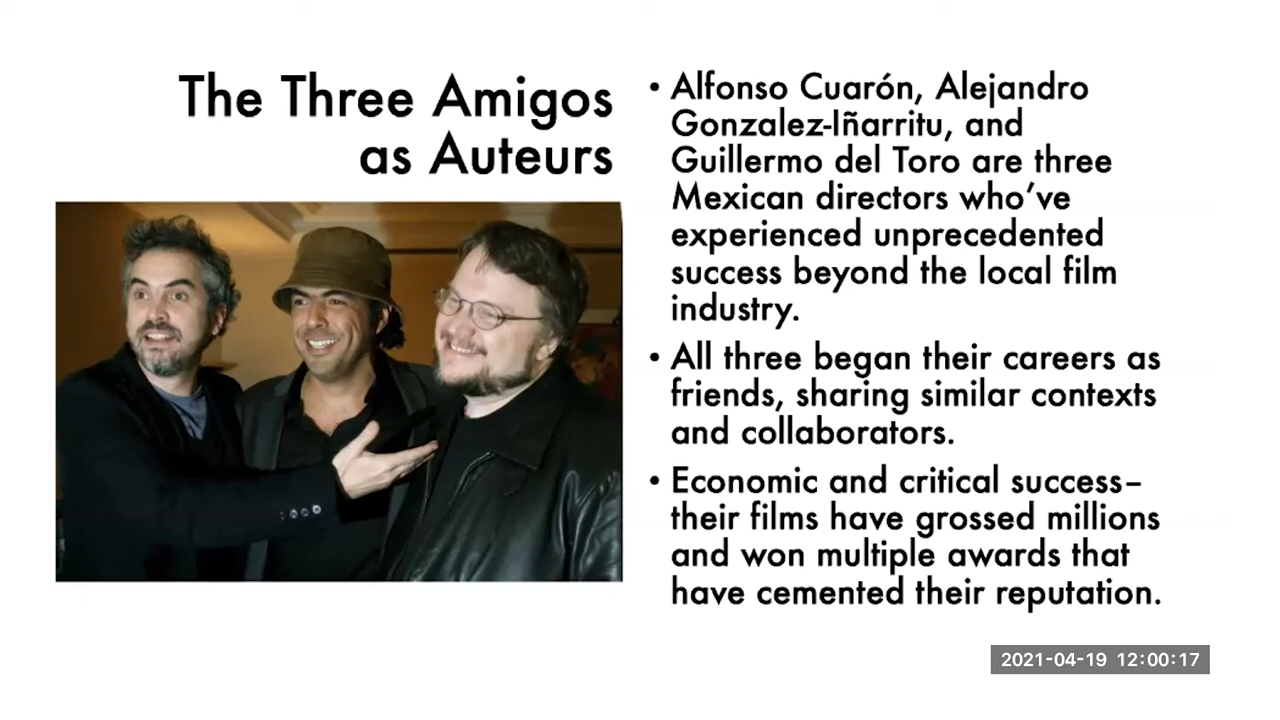 The Three Amigos
as Auteurs
• Alfonso Cuarón, Alejandro
Gonzalez-Iñarritu, and
Guillermo del Toro are three
Mexican directors who’ve
experienced unprecedented
success beyond the local film
industry.
• All three began their careers as
friends, sharing similar contexts
and collaborators.
• Economic and critical success–
their films have grossed millions
and won multiple awards that
have cemented their reputation.
2021-04-19 12:00:17